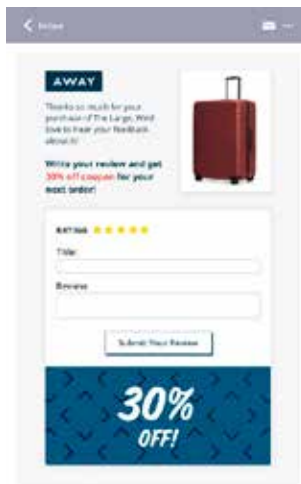 Inbox
AWAY
Thanks so much for your
purchase of The Large. We'd
love to hear your feedback
about it!
Write your review and get
30% off coupon for your
next order!
RATING
Title
Review
Submit Your Review
30%
OFF!